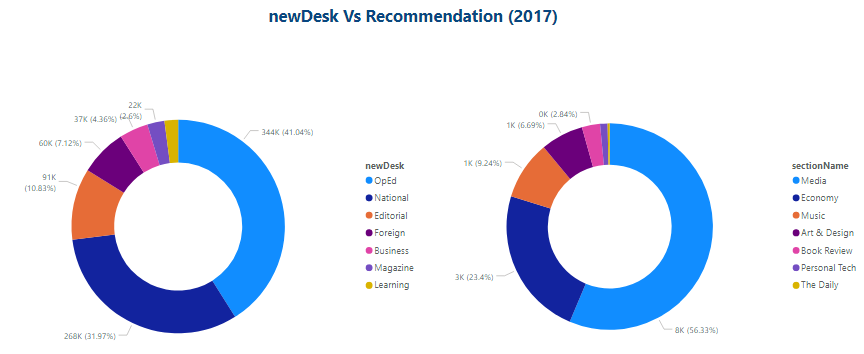 newDesk Vs Recommendation (2017)
22K
(2.6%)
37K (4.36%)
60K (7.12%)
91K
(10.83%)
268K (31.97%)
344K (41.04%)
newDesk
OpEd
National
Editorial
Foreign
Business
Magazine
Learning
0K (2.84%)
1K (6.69%)
1K (9.24%)
3K (23.4%)
8K (56.33%)
sectionName
Media
Economy
Music
Art & Design
Book Review
Personal Tech
The Daily